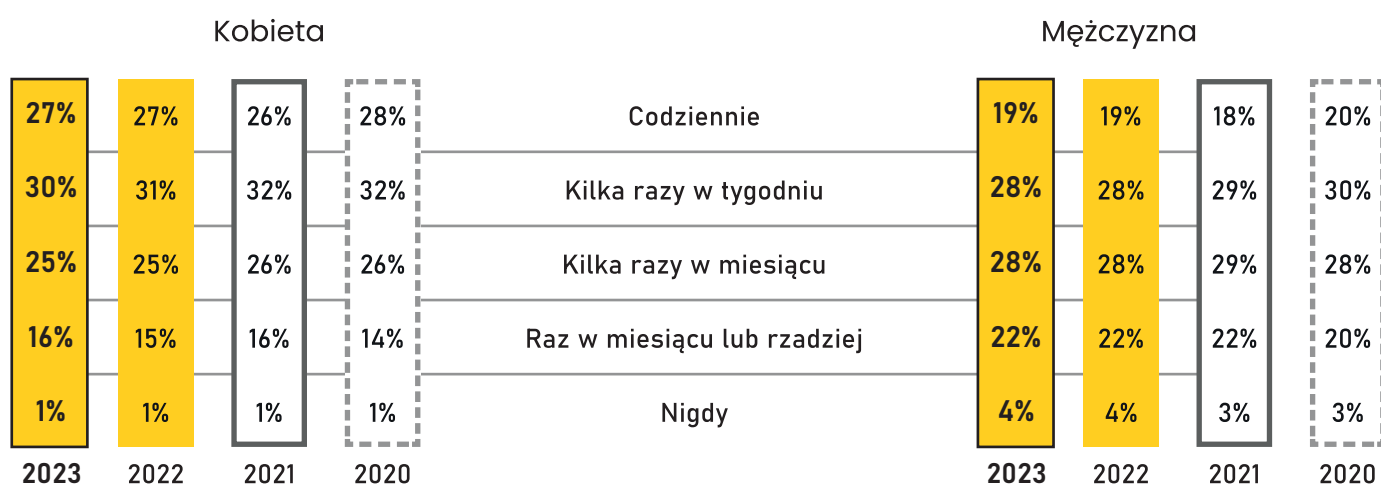 Kobieta Mężczyzna
27% 27% 26% 28% Codziennie 19% 19% 18% 20%
30% 31% 32% 32% Kilka razy w tygodniu 28% 28% 29% 30%
25% 25% 26% 26% Kilka razy w miesiącu 28% 28% 29% 28%
16% 15% 16% 14% Raz w miesiącu lub rzadziej 22% 22% 22% 20%
1% 1% 1% 1% Nigdy 4% 4% 3% 3%
2023 2022 2021 2020 2023 2022 2021 2020